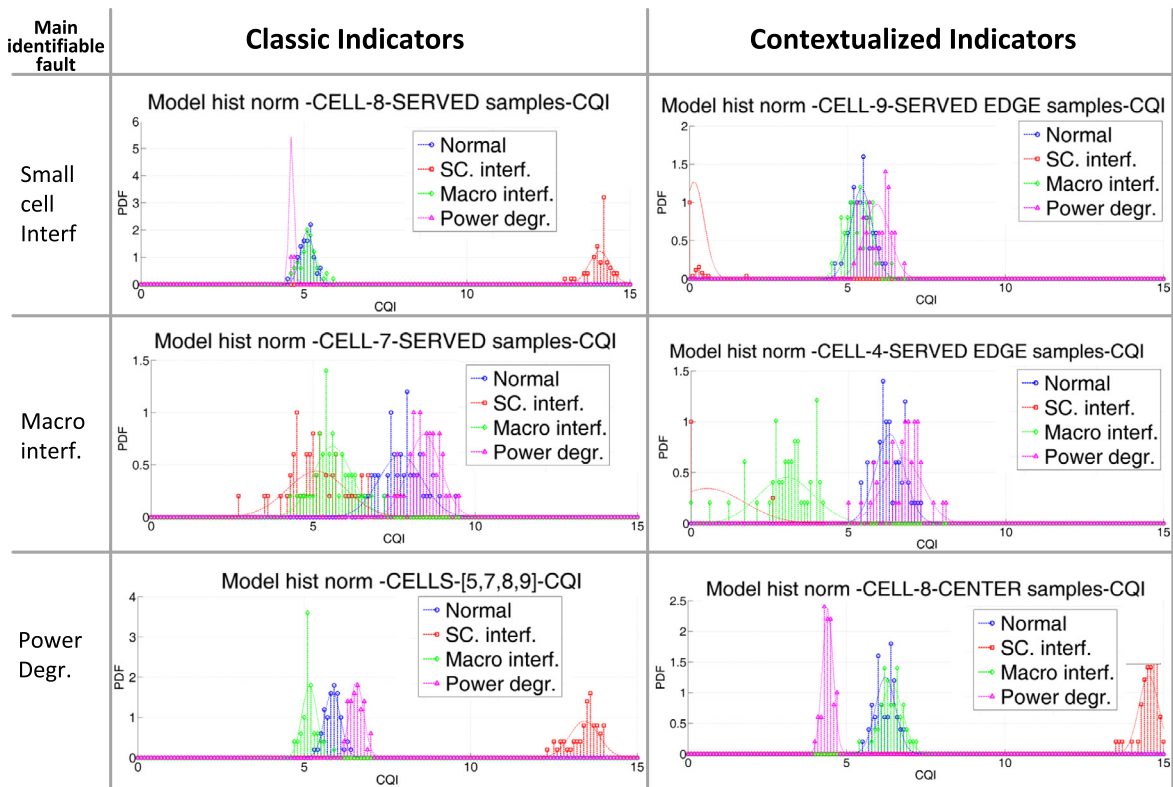 Main
identifiable
fault
Classic Indicators
Contextualized Indicators
Small
cell
Interf
Model hist norm -CELL-8-SERVED samples-CQI
6
5
4
3
2
1
0
PDF
0
5
10
15
CQI
Normal
SC. interf.
Macro interf.
Power degr.
Model hist norm -CELL-9-SERVED EDGE samples-CQI
2
1.5
1
0.5
0
PDF
0
5
10
15
CQI
Normal
SC. interf.
Macro interf.
Power degr.
Macro
interf.
Model hist norm -CELL-7-SERVED samples-CQI
1.5
1
0.5
0
PDF
0
5
10
15
CQI
Normal
SC. interf.
Macro interf.
Power degr.
Model hist norm -CELL-4-SERVED EDGE samples-CQI
1.5
1
0.5
0
PDF
0
5
10
15
CQI
Normal
SC. interf.
Macro interf.
Power degr.
Power
Degr.
Model hist norm -CELLS-[5,7,8,9]-CQI
4
3
2
1
0
PDF
0
5
10
15
CQI
Normal
SC. interf.
Macro interf.
Power degr.
Model hist norm -CELL-8-CENTER samples-CQI
2.5
2
1.5
1
0.5
0
PDF
0
5
10
15
CQI
Normal
SC. interf.
Macro interf.
Power degr.